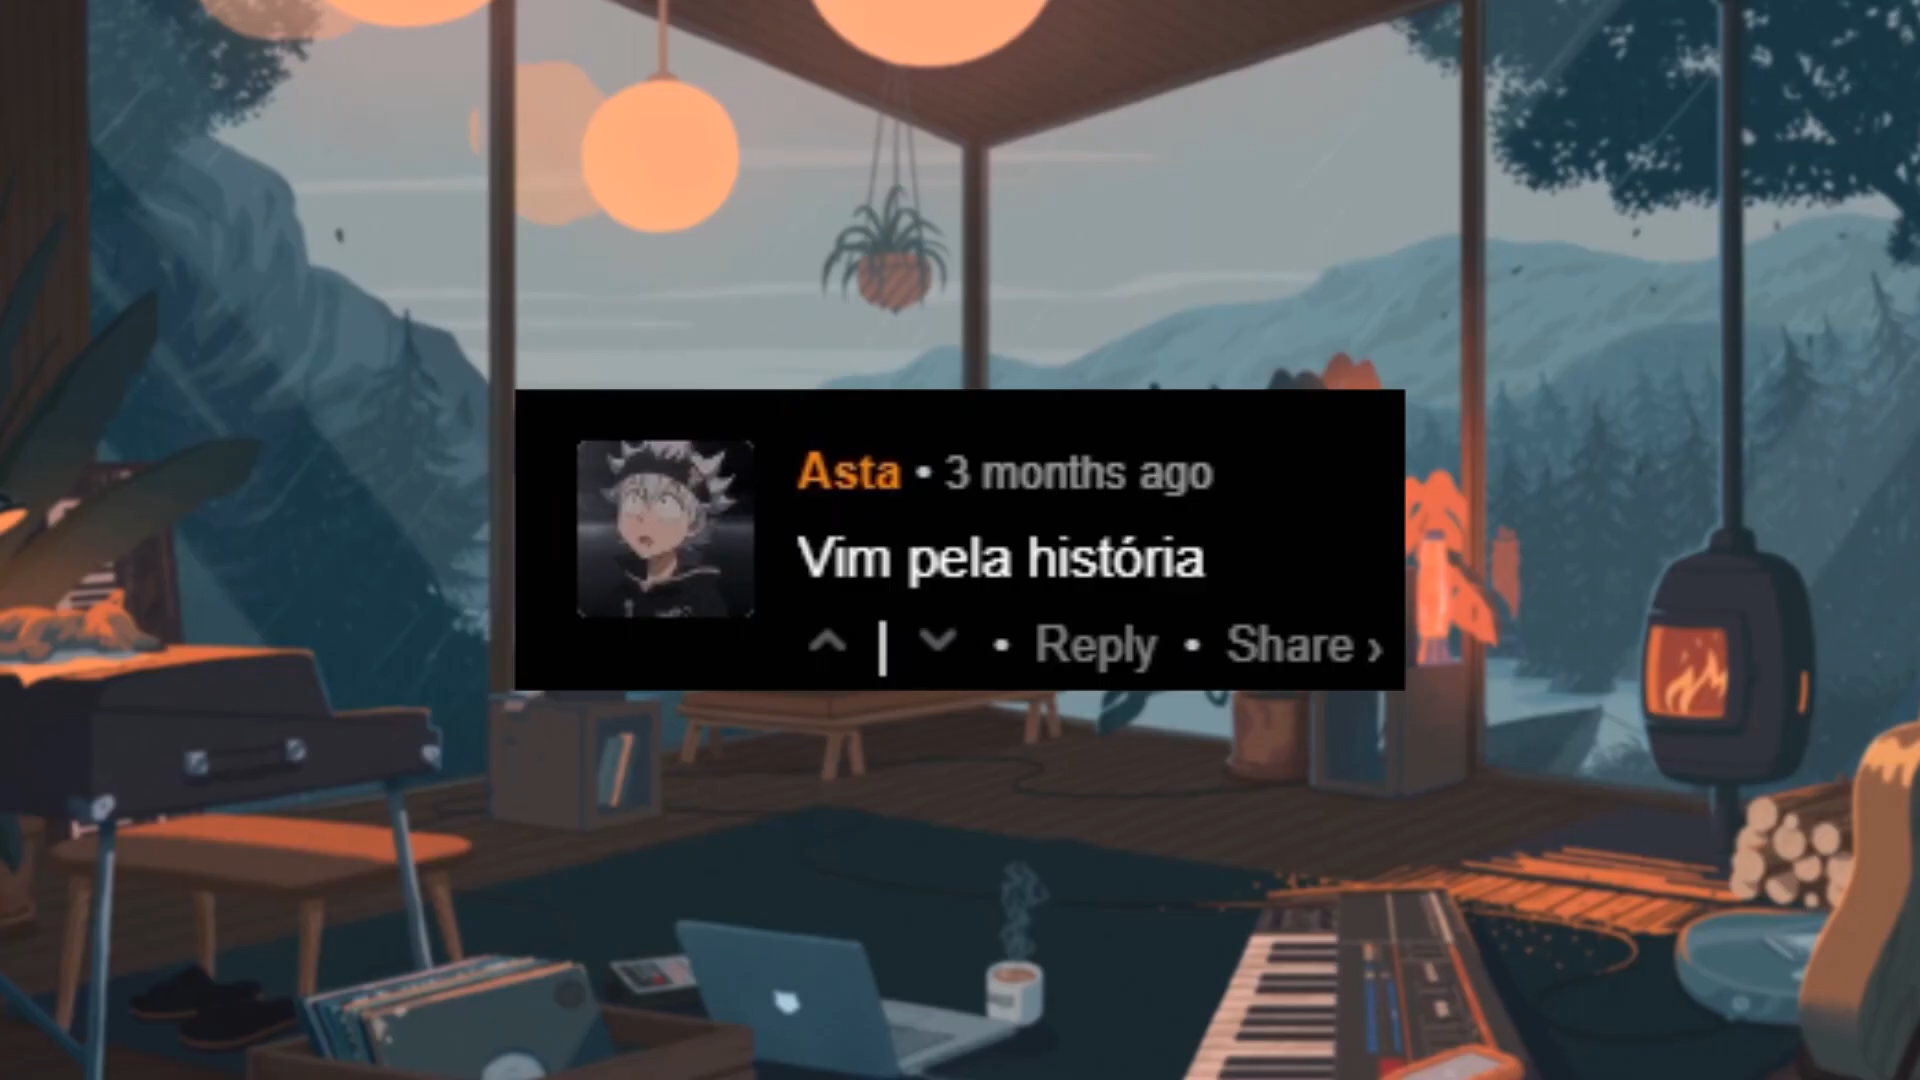 Asta • 3 months ago
Vim pela história
• Reply • Share ›